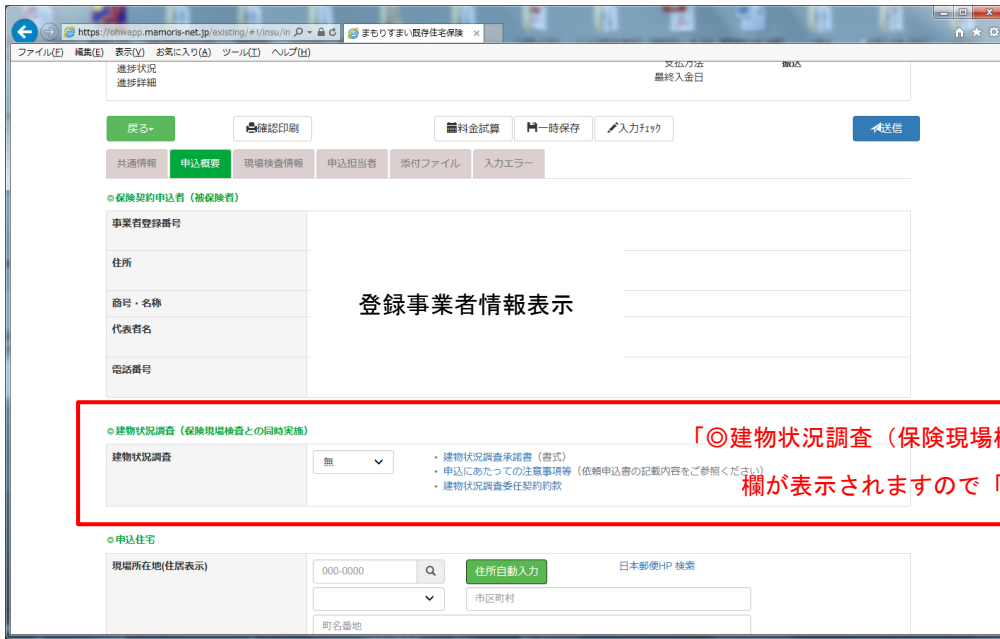 https://ohwapp.mamoris-net.jp/existing/#!/insu/in
まもりすまい既存住宅保険 ×
ファイル(F) 編集(E) 表示(V) お気に入り(A) ツール(T) ヘルプ(H)
支払方法 振込
進捗状況
最終入金日
進捗詳細
戻る 確認印刷 料金試算 一時保存 入力ﾁｪｯｸ 送信
共通情報 申込概要 現場検査情報 申込担当者 添付ファイル 入力エラー
◎保険契約申込者（被保険者）
事業者登録番号
住所
商号・名称
登録事業者情報表示
代表者名
電話番号
◎建物状況調査（保険現場検査との同時実施）
「◎建物状況調査（保険現場検
建物状況調査 無
・建物状況調査承諾書（書式）
・申込にあたっての注意事項等（依頼申込書の記載内容をご参照ください）
・建物状況調査委任契約約款
欄が表示されますので「
◎申込住宅
現場所在地(住居表示) 000-0000 住所自動入力 日本郵便HP 検索
市区町村
町名番地